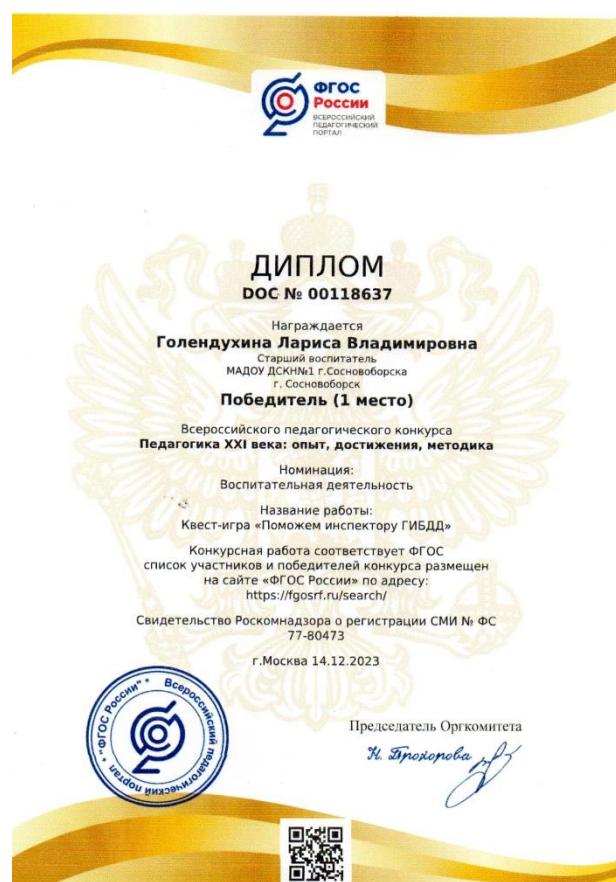 ФГОС
России
ВСЕРОССИЙСКИЙ
ПЕДАГОГИЧЕСКИЙ
ПОРТАЛ
ДИПЛОМ
DOC № 00118637
Награждается
Голендухина Лариса Владимировна
Старший воспитатель
МАДОУ ДСКН№1 г.Сосновоборска
г. Сосновоборск
Победитель (1 место)
Всероссийского педагогического конкурса
Педагогика XXI века: опыт, достижения, методика
Номинация:
Воспитательная деятельность
Название работы:
Квест-игра «Поможем инспектору ГИБДД»
Конкурсная работа соответствует ФГОС
список участников и победителей конкурса размещен
на сайте «ФГОС России» по адресу:
https://fgosrf.ru/search/
Свидетельство Роскомнадзора о регистрации СМИ № ФС
77-80473
г.Москва 14.12.2023
Председатель Оргкомитета
Н. Прохорова
Всероссийский педагогический портал * "ФГОС России" *